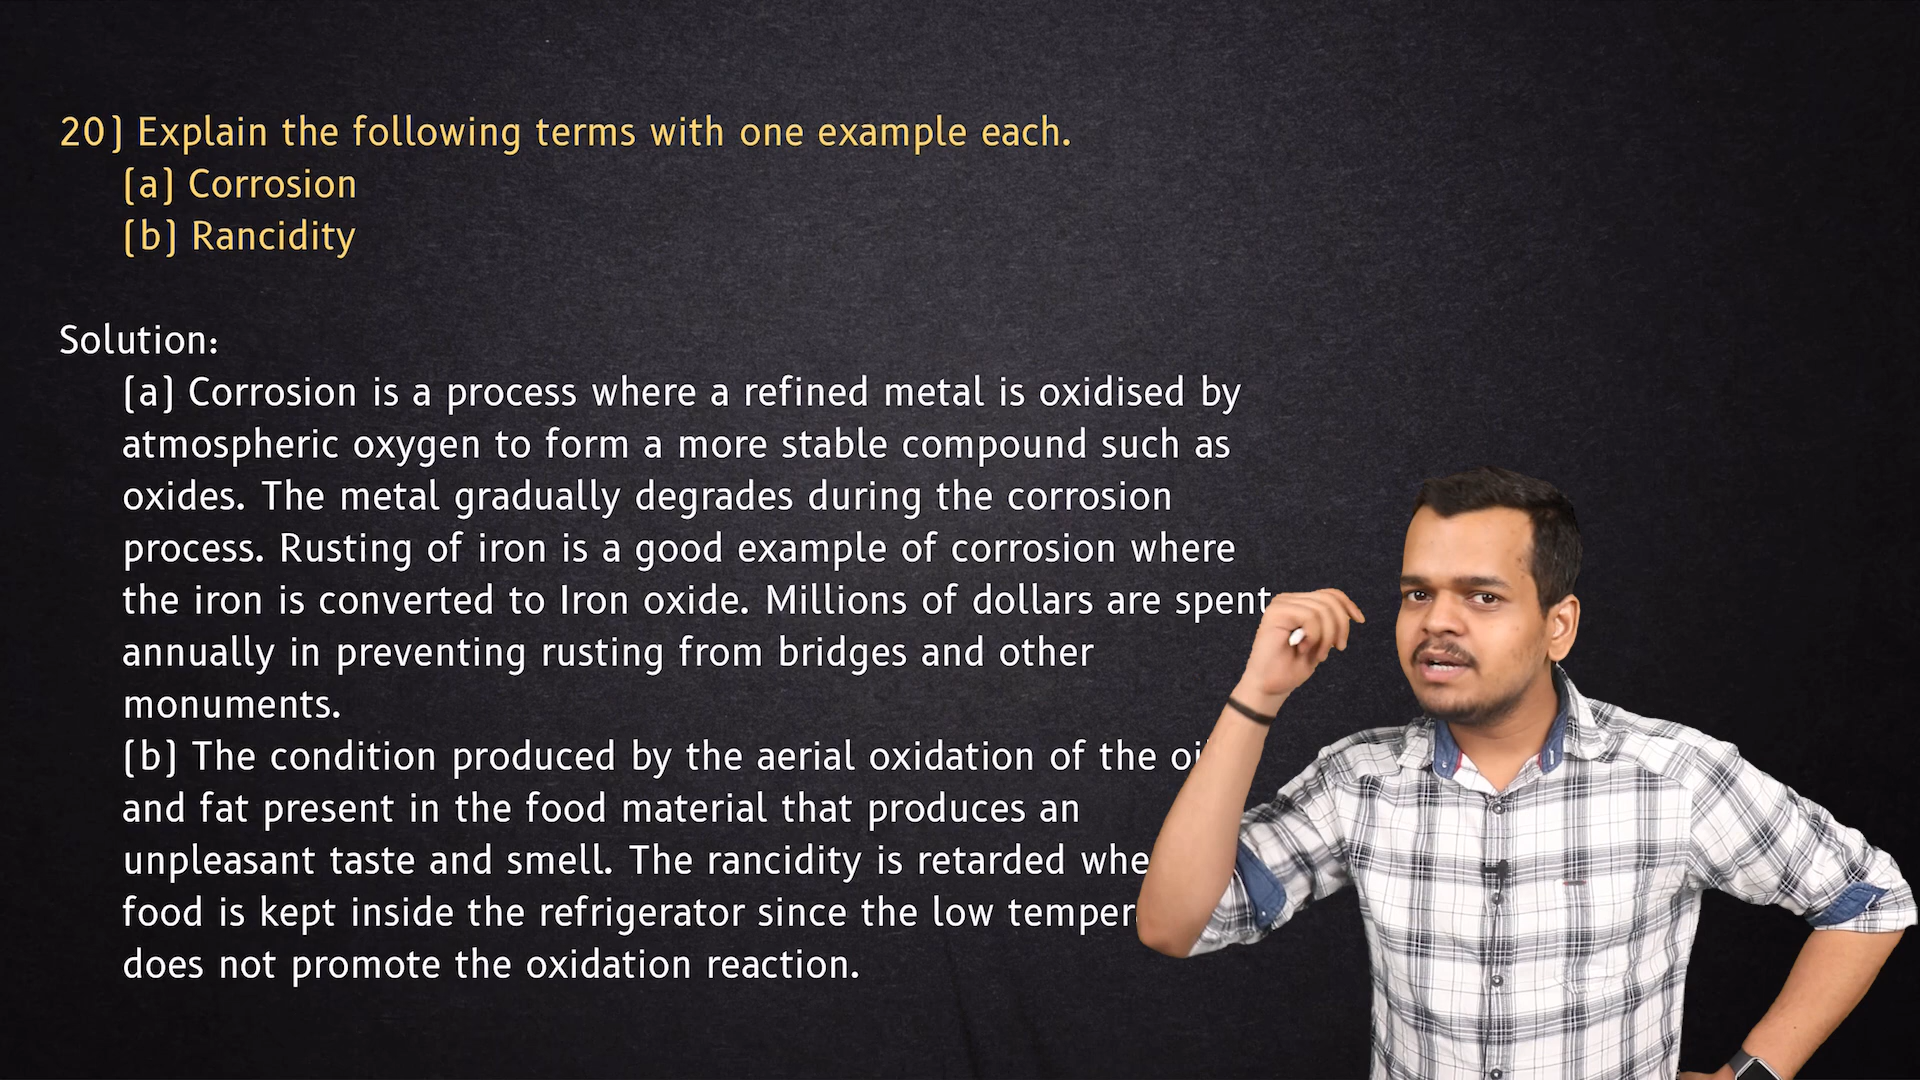 20) Explain the following terms with one example each.
(a) Corrosion
(b) Rancidity
Solution:
(a) Corrosion is a process where a refined metal is oxidised by
atmospheric oxygen to form a more stable compound such as
oxides. The metal gradually degrades during the corrosion
process. Rusting of iron is a good example of corrosion where
the iron is converted to Iron oxide. Millions of dollars are spent
annually in preventing rusting from bridges and other
monuments.
(b) The condition produced by the aerial oxidation of the
and fat present in the food material that produces an
unpleasant taste and smell. The rancidity is retarded
food is kept inside the refrigerator since the low
does not promote the oxidation reaction.